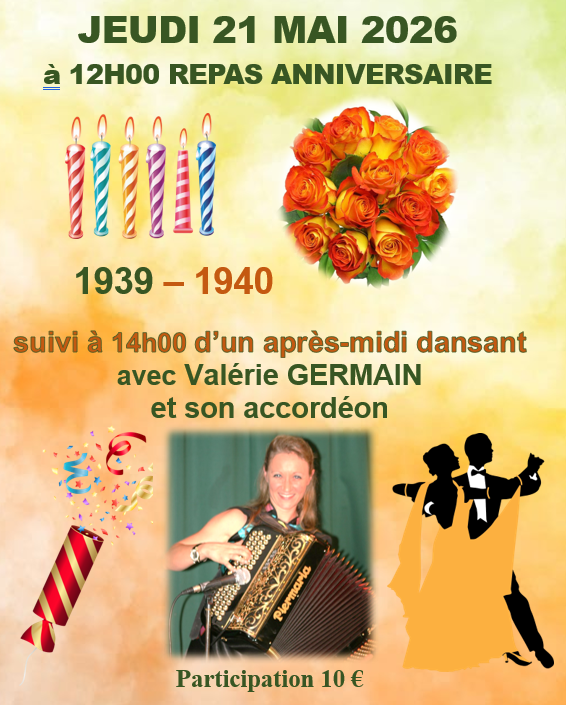 JEUDI 21 MAI 2026
à 12H00 REPAS ANNIVERSAIRE
1939 – 1940
suivi à 14h00 d’un après-midi dansant
avec Valérie GERMAIN
et son accordéon
Piermaria
Participation 10 €